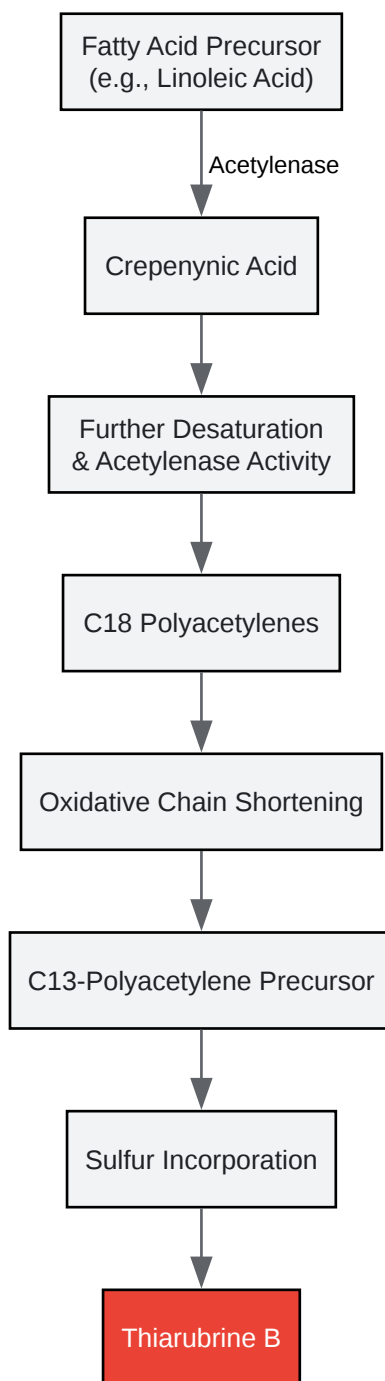 Fatty Acid Precursor
(e.g., Linoleic Acid)
Acetylenase
Crepenynic Acid
Further Desaturation
& Acetylenase Activity
C18 Polyacetylenes
Oxidative Chain Shortening
C13-Polyacetylene Precursor
Sulfur Incorporation
Thiarubrine B